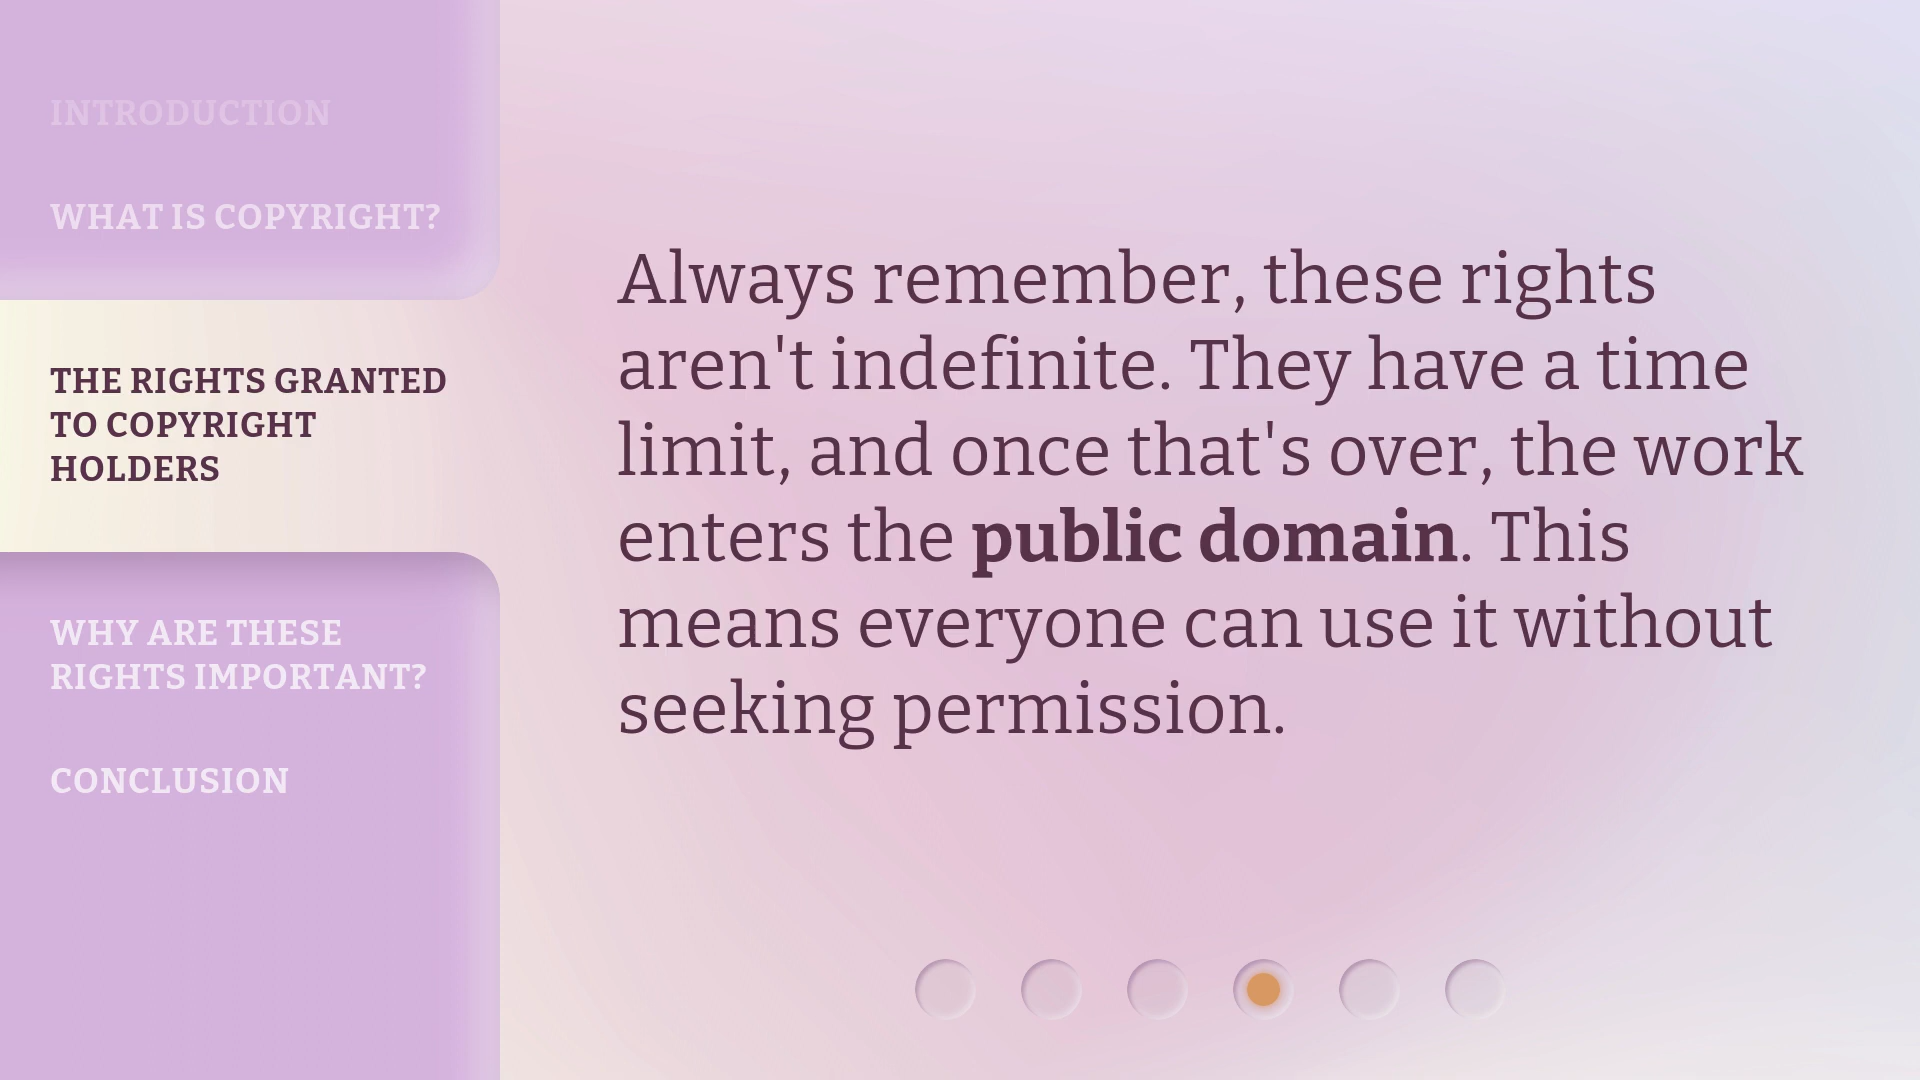 INTRODUCTION
WHAT IS COPYRIGHT?
THE RIGHTS GRANTED
TO COPYRIGHT
HOLDERS
WHY ARE THESE
RIGHTS IMPORTANT?
CONCLUSION
Always remember, these rights
aren't indefinite. They have a time
limit, and once that's over, the work
enters the public domain. This
means everyone can use it without
seeking permission.